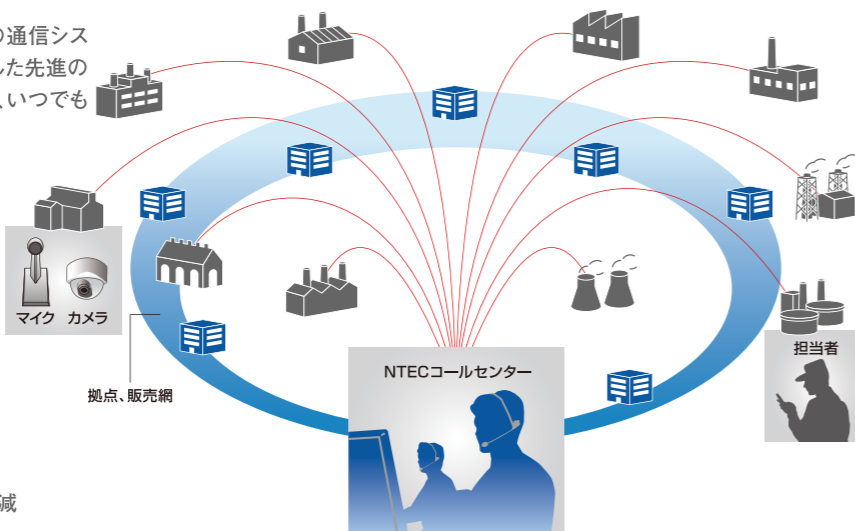 の通信シス
した先進の
、いつでも
マイク カメラ
拠点、販売網
NTECコールセンター
担当者
減